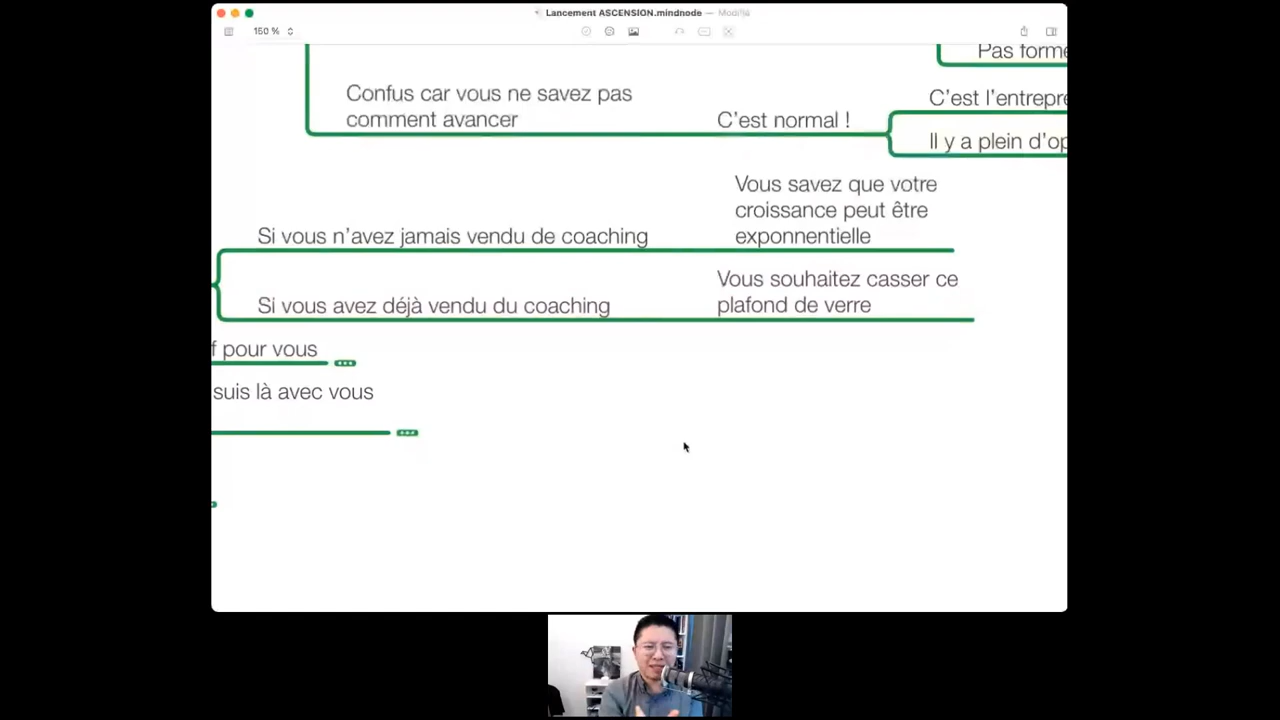 Lancement ASCENSION.mindnode — Modifié
150 %
Pas forme
Confus car vous ne savez pas
comment avancer
C'est normal !
C'est l'entrepre
Il y a plein d'op
Vous savez que votre
croissance peut être
exponnentielle
Si vous n'avez jamais vendu de coaching
Vous souhaitez casser ce
plafond de verre
Si vous avez déjà vendu du coaching
f pour vous
suis là avec vous